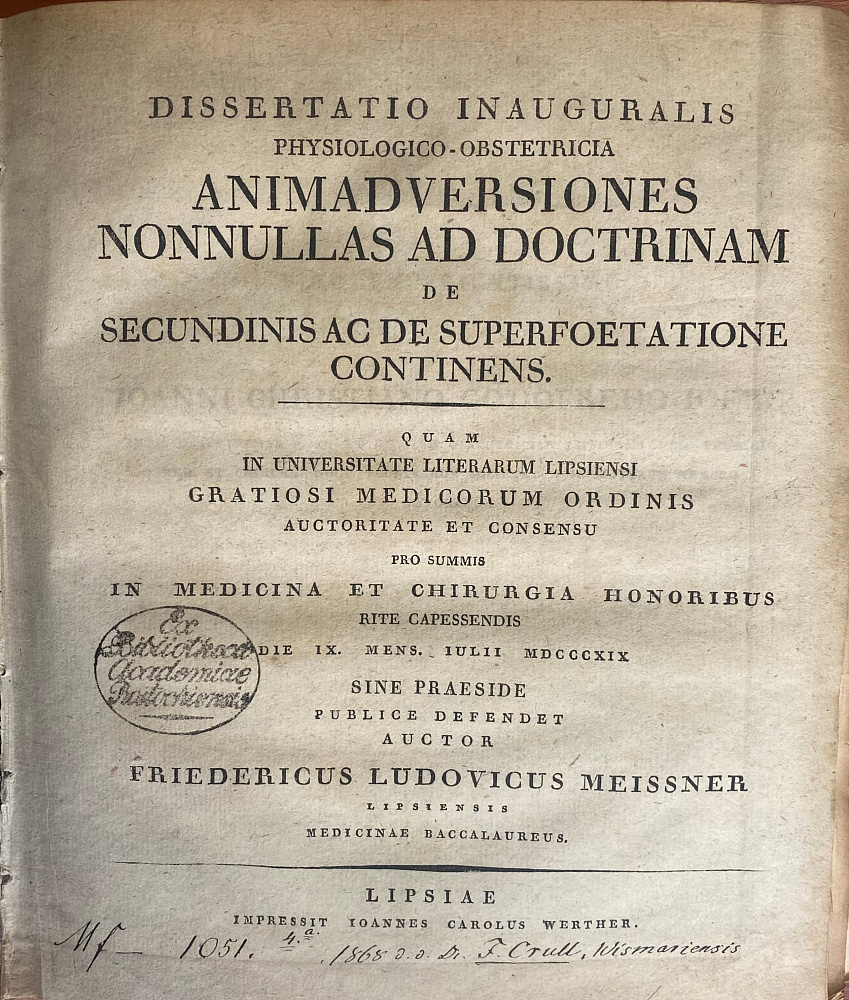 DISSERTATIO INAUGURALIS
PHYSIOLOGICO-OBSTETRICIA
ANIMADVERSIONES
NONNULLAS AD DOCTRINAM
DE
SECUNDINIS AC DE SUPERFOETATIONE
CONTINENS.
QUAM
IN UNIVERSITATE LITERARUM LIPSIENSI
GRATIOSI MEDICORUM ORDINIS
AUCTORITATE ET CONSENSU
PRO SUMMIS
IN MEDICINA ET CHIRURGIA HONORIBUS
RITE CAPESSENDIS
DIE IX. MENS. IULII MDCCCXIX
Ex
Bibliotheca
Academiae
Rostochiensis
SINE PRAESIDE
PUBLICE DEFENDET
AUCTOR
FRIEDERICUS LUDOVICUS MEISSNER
LIPSIENSIS
MEDICINAE BACCALAUREUS.
LIPSIAE
IMPRESSIT IOANNES CAROLUS WERTHER.
Mf — 1051. 4.a. 1868 d.d. Dr. F. Crull, Wismariensis